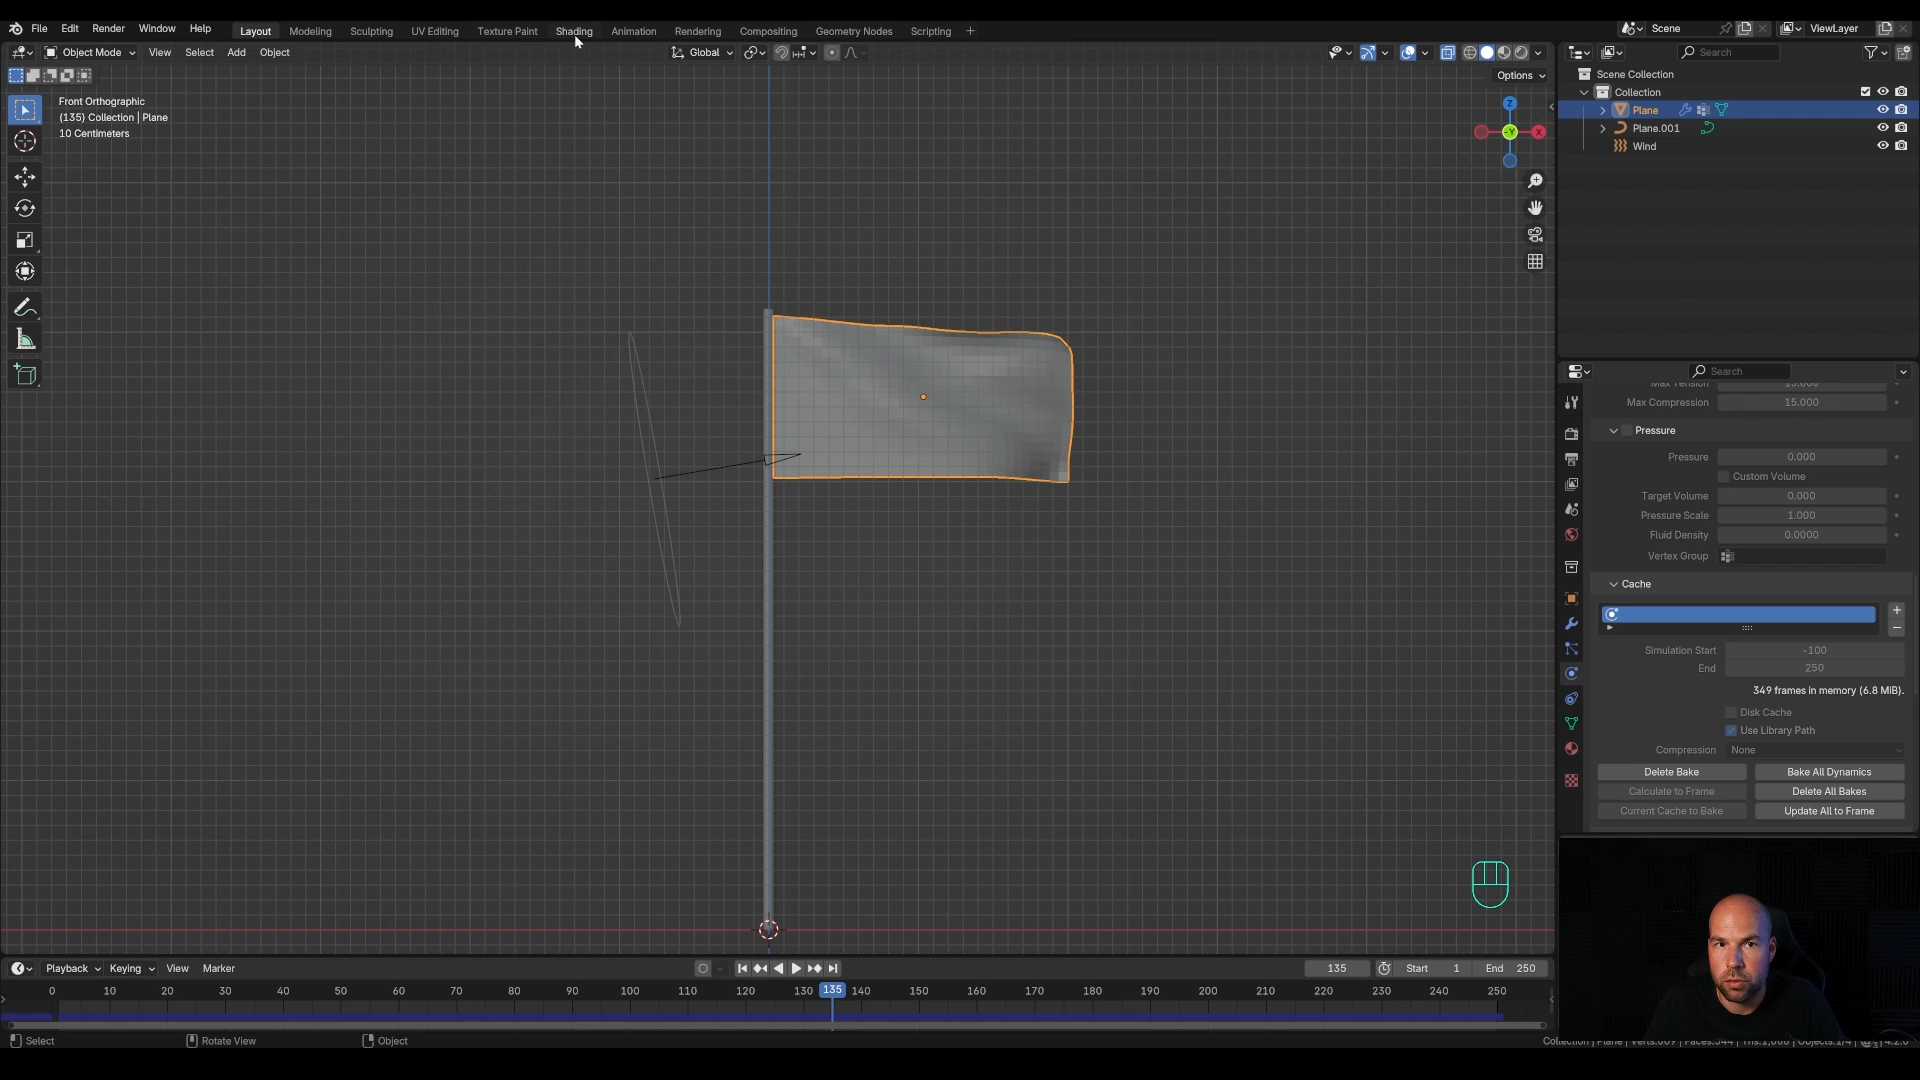 File Edit Render Window Help Layout Modeling Sculpting UV Editing Texture Paint Shading Animation Rendering Compositing Geometry Nodes Scripting + Scene ViewLayer
Object Mode View Select Add Object Global Search
Options
Front Orthographic
(135) Collection | Plane
10 Centimeters
Z
-Y
X
Scene Collection
Collection
Plane
Plane.001
Wind
Search
Max Tension 15.000
Max Compression 15.000
Pressure
Pressure 0.000
Custom Volume
Target Volume 0.000
Pressure Scale 1.000
Fluid Density 0.0000
Vertex Group
Cache
Simulation Start -100
End 250
349 frames in memory (6.8 MiB).
Disk Cache
Use Library Path
Compression None
Delete Bake Bake All Dynamics
Calculate to Frame Delete All Bakes
Current Cache to Bake Update All to Frame
Playback Keying View Marker 135 Start 1 End 250
0 10 20 30 40 50 60 70 80 90 100 110 120 130 135 140 150 160 170 180 190 200 210 220 230 240 250
Select Rotate View Object